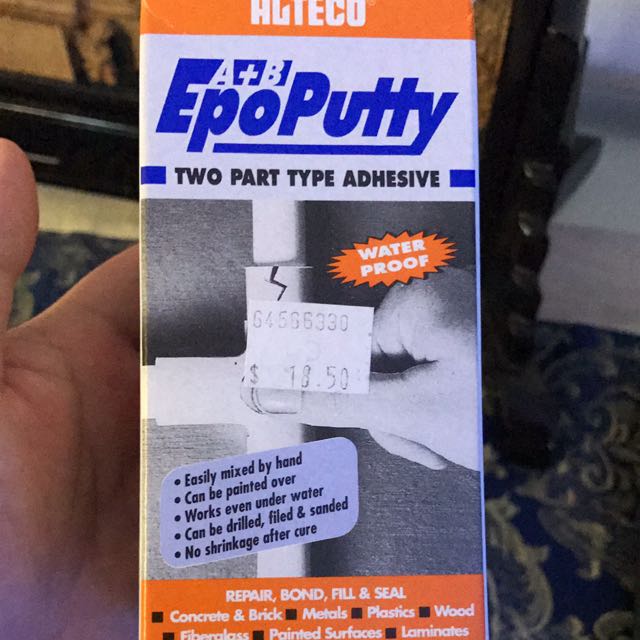 ALTECO
A+B
EpoPutty
TWO PART TYPE ADHESIVE
WATER
PROOF
64566330
$ 18.50
• Easily mixed by hand
• Can be painted over
• Works even under water
• Can be drilled, filed & sanded
• No shrinkage after cure
REPAIR, BOND, FILL & SEAL
■ Concrete & Brick ■ Metals ■ Plastics ■ Wood
■ Fiberglass ■ Painted Surfaces ■ Laminates